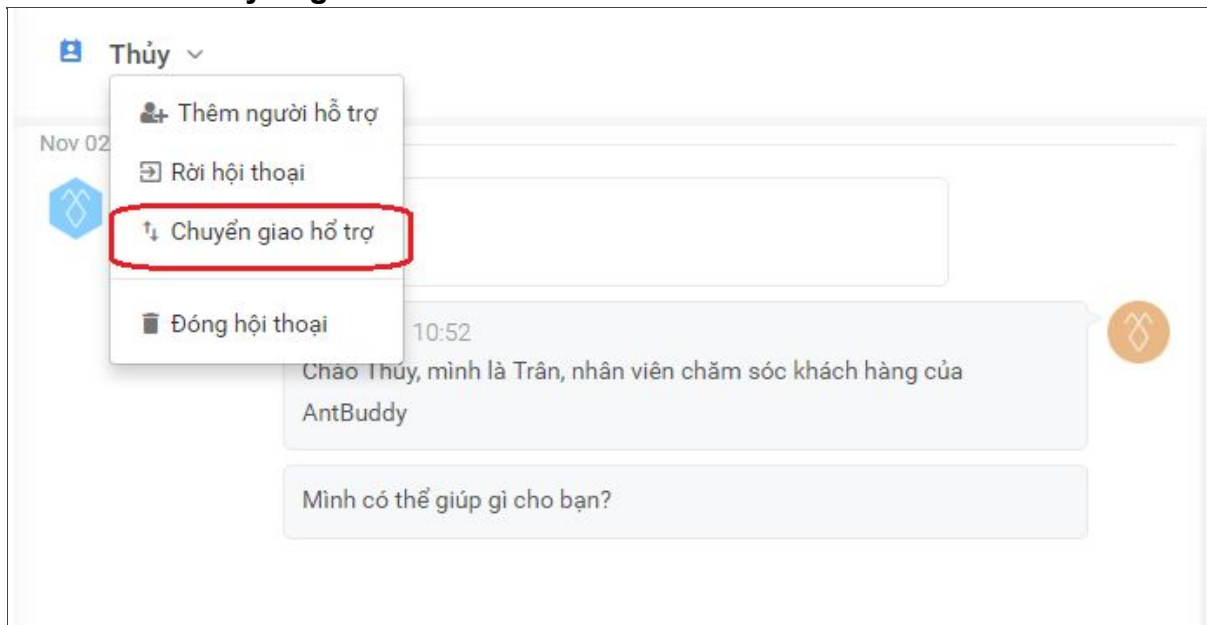 Thủy
Thêm người hỗ trợ
Nov 02
Rời hội thoại
Chuyển giao hổ trợ
Đóng hội thoại
10:52
Chào Thủy, mình là Trân, nhân viên chăm sóc khách hàng của
AntBuddy
Mình có thể giúp gì cho bạn?